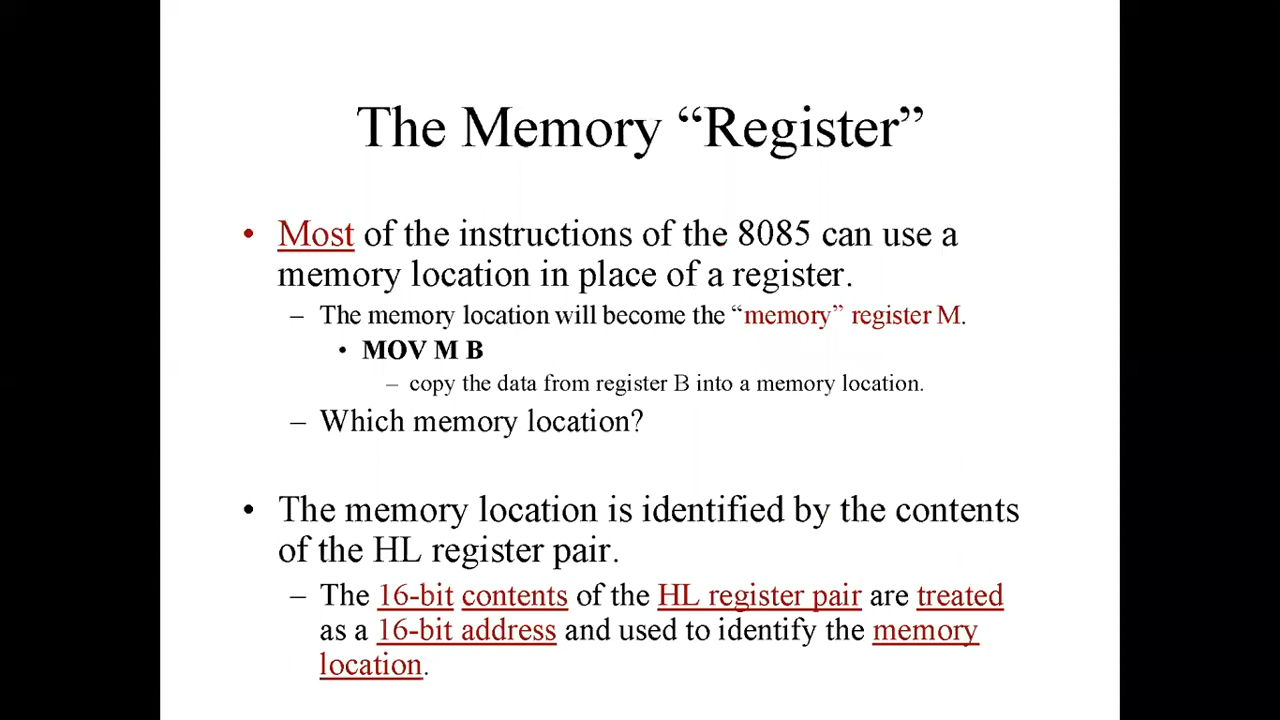 The Memory “Register”
• Most of the instructions of the 8085 can use a
memory location in place of a register.
– The memory location will become the “memory” register M.
• MOV M B
– copy the data from register B into a memory location.
– Which memory location?
• The memory location is identified by the contents
of the HL register pair.
– The 16-bit contents of the HL register pair are treated
as a 16-bit address and used to identify the memory
location.